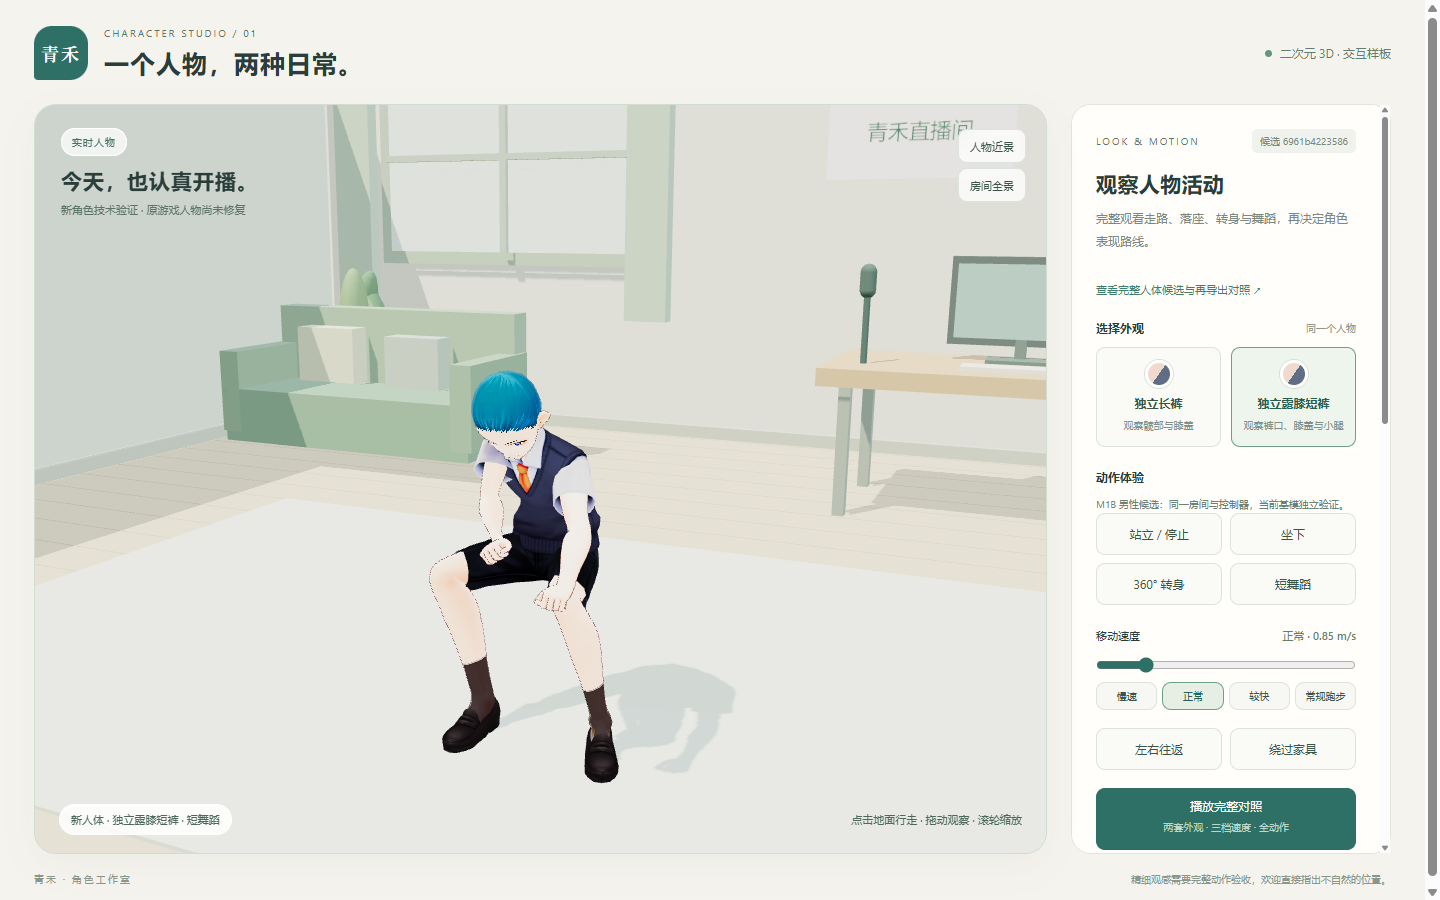 青禾
CHARACTER STUDIO / 01
一个人物，两种日常。
二次元 3D · 交互样板
实时人物
今天，也认真开播。
新角色技术验证 · 原游戏人物尚未修复
青禾直播间
人物近景
房间全景
新人体 · 独立露膝短裤 · 短舞蹈
点击地面行走 · 拖动观察 · 滚轮缩放
LOOK & MOTION
候选 6961b4223586
观察人物活动
完整观看走路、落座、转身与舞蹈，再决定角色
表现路线。
查看完整人体候选与再导出对照 ↗
选择外观
同一个人物
独立长裤
观察髋部与膝盖
独立露膝短裤
观察裤口、膝盖与小腿
动作体验
M1B 男性候选：同一房间与控制器，当前基模独立验证。
站立 / 停止
坐下
360° 转身
短舞蹈
移动速度
正常 · 0.85 m/s
慢速
正常
较快
常规跑步
左右往返
绕过家具
播放完整对照
两套外观 · 三档速度 · 全动作
青禾 · 角色工作室
精细观感需要完整动作验收，欢迎直接指出不自然的位置。